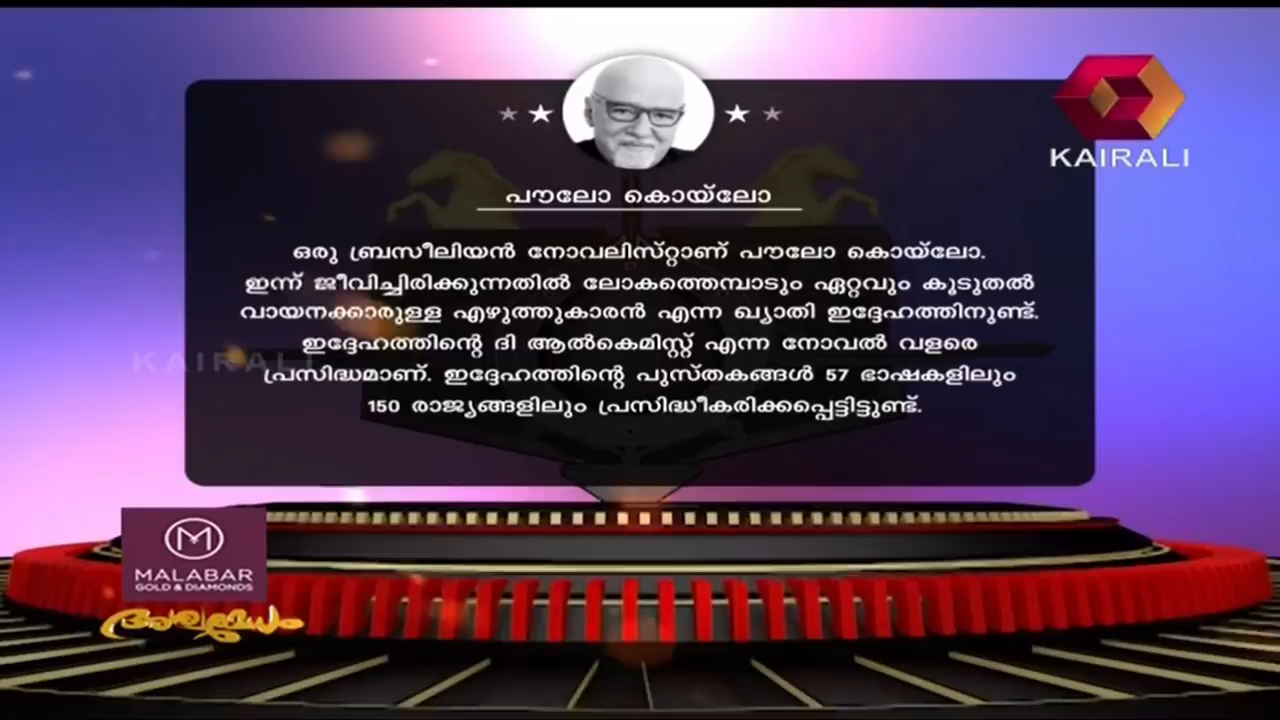 KAIRALI
പൗലോ കൊയ്‌ലോ
ഒരു ബ്രസീലിയൻ നോവലിസ്റ്റാണ് പൗലോ കൊയ്‌ലോ.
ഇന്ന് ജീവിച്ചിരിക്കുന്നതിൽ ലോകത്തെമ്പാടും ഏറ്റവും കൂടുതൽ
വായനക്കാരുള്ള എഴുത്തുകാരൻ എന്ന ഖ്യാതി ഇദ്ദേഹത്തിനുണ്ട്.
ഇദ്ദേഹത്തിന്റെ ദി ആൽകെമിസ്റ്റ് എന്ന നോവൽ വളരെ
KAIRALI
പ്രസിദ്ധമാണ്. ഇദ്ദേഹത്തിന്റെ പുസ്തകങ്ങൾ 57 ഭാഷകളിലും
150 രാജ്യങ്ങളിലും പ്രസിദ്ധീകരിക്കപ്പെട്ടിട്ടുണ്ട്.
MALABAR
GOLD & DIAMONDS
അശ്വമേധം